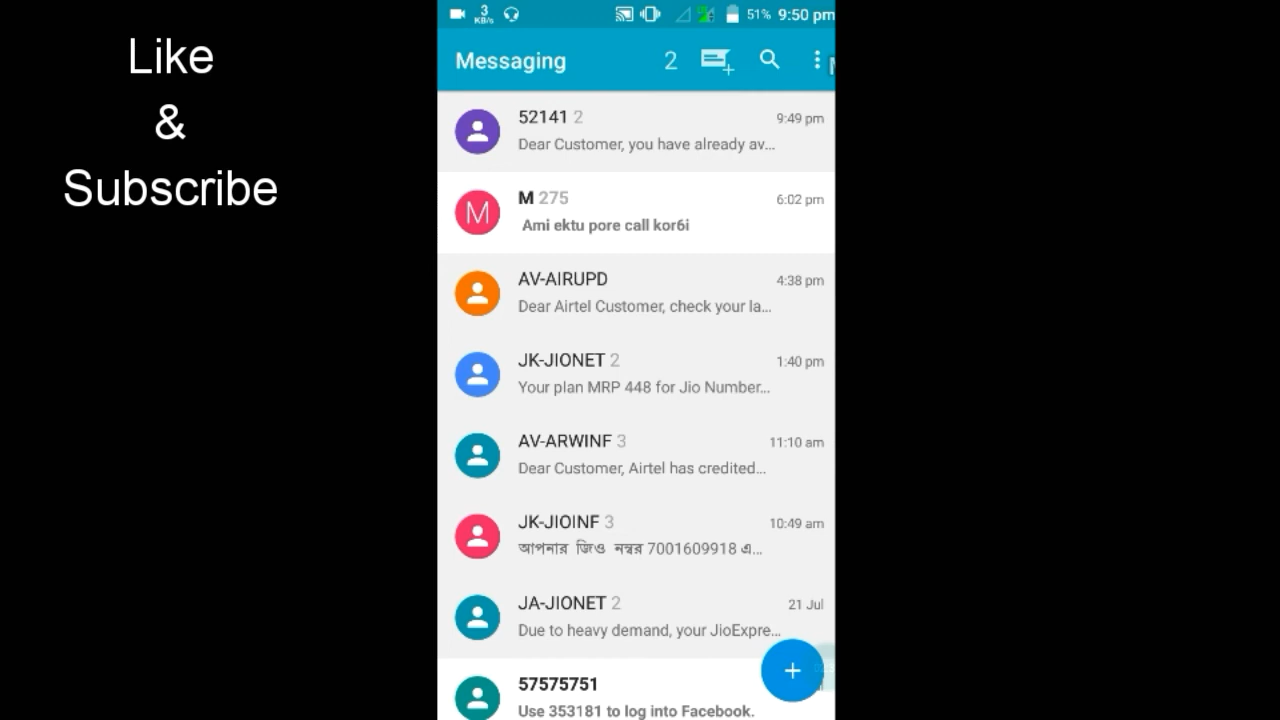 Like
&
Subscribe
3
KB/s
51% 9:50 pm
Messaging
2
52141 2
9:49 pm
Dear Customer, you have already av...
M
M 275
6:02 pm
Ami ektu pore call kor6i
AV-AIRUPD
4:38 pm
Dear Airtel Customer, check your la...
JK-JIONET 2
1:40 pm
Your plan MRP 448 for Jio Number...
AV-ARWINF 3
11:10 am
Dear Customer, Airtel has credited...
JK-JIOINF 3
10:49 am
আপনার জিও নম্বর 7001609918 এ...
JA-JIONET 2
21 Jul
Due to heavy demand, your JioExpre...
57575751
Use 353181 to log into Facebook.